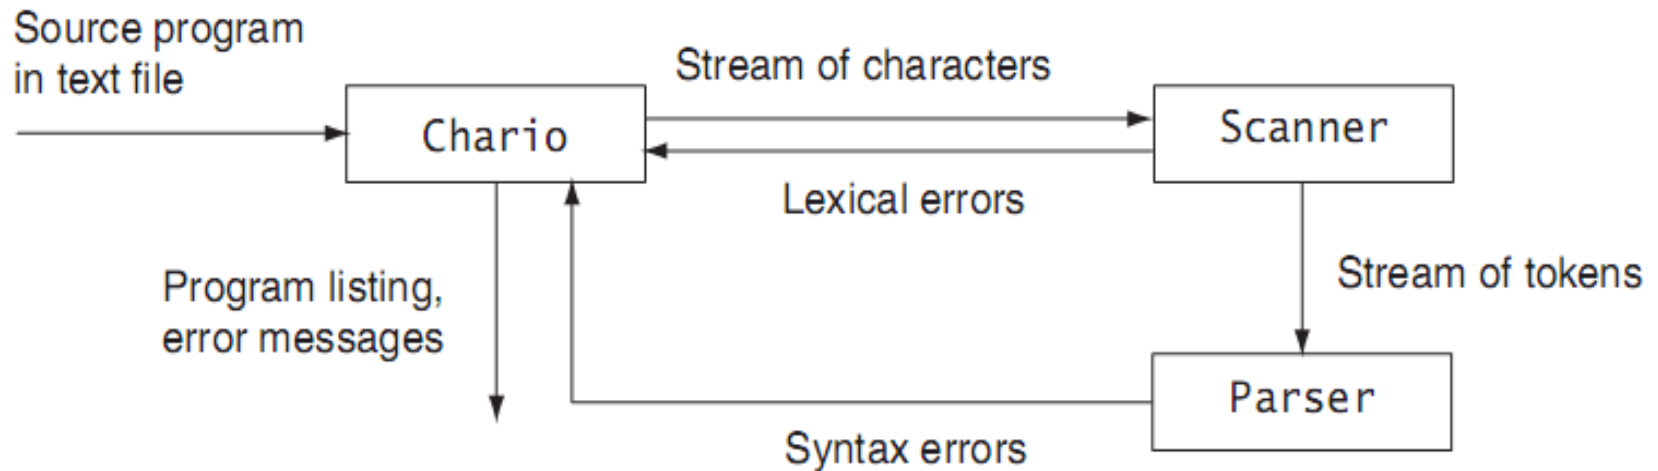 Source program
in text file
Stream of characters
Chario
Scanner
Lexical errors
Program listing,
error messages
Stream of tokens
Parser
Syntax errors